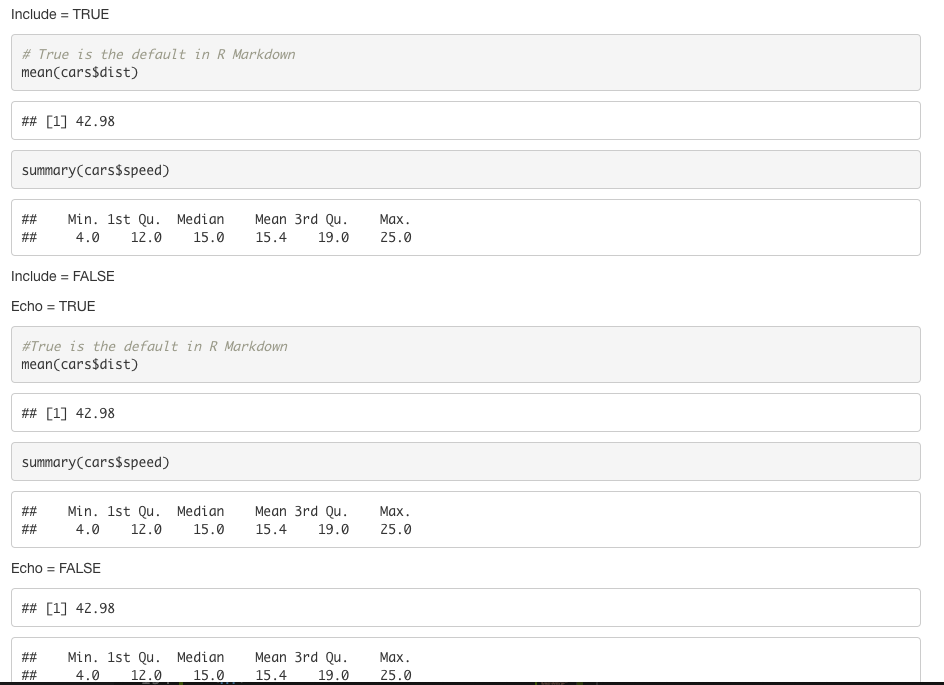 Include = TRUE
# True is the default in R Markdown
mean(cars$dist)
## [1] 42.98
summary(cars$speed)
##    Min. 1st Qu.  Median    Mean 3rd Qu.    Max.
##     4.0    12.0    15.0    15.4    19.0    25.0
Include = FALSE
Echo = TRUE
#True is the default in R Markdown
mean(cars$dist)
## [1] 42.98
summary(cars$speed)
##    Min. 1st Qu.  Median    Mean 3rd Qu.    Max.
##     4.0    12.0    15.0    15.4    19.0    25.0
Echo = FALSE
## [1] 42.98
##    Min. 1st Qu.  Median    Mean 3rd Qu.    Max.
##     4.0    12.0    15.0    15.4    19.0    25.0